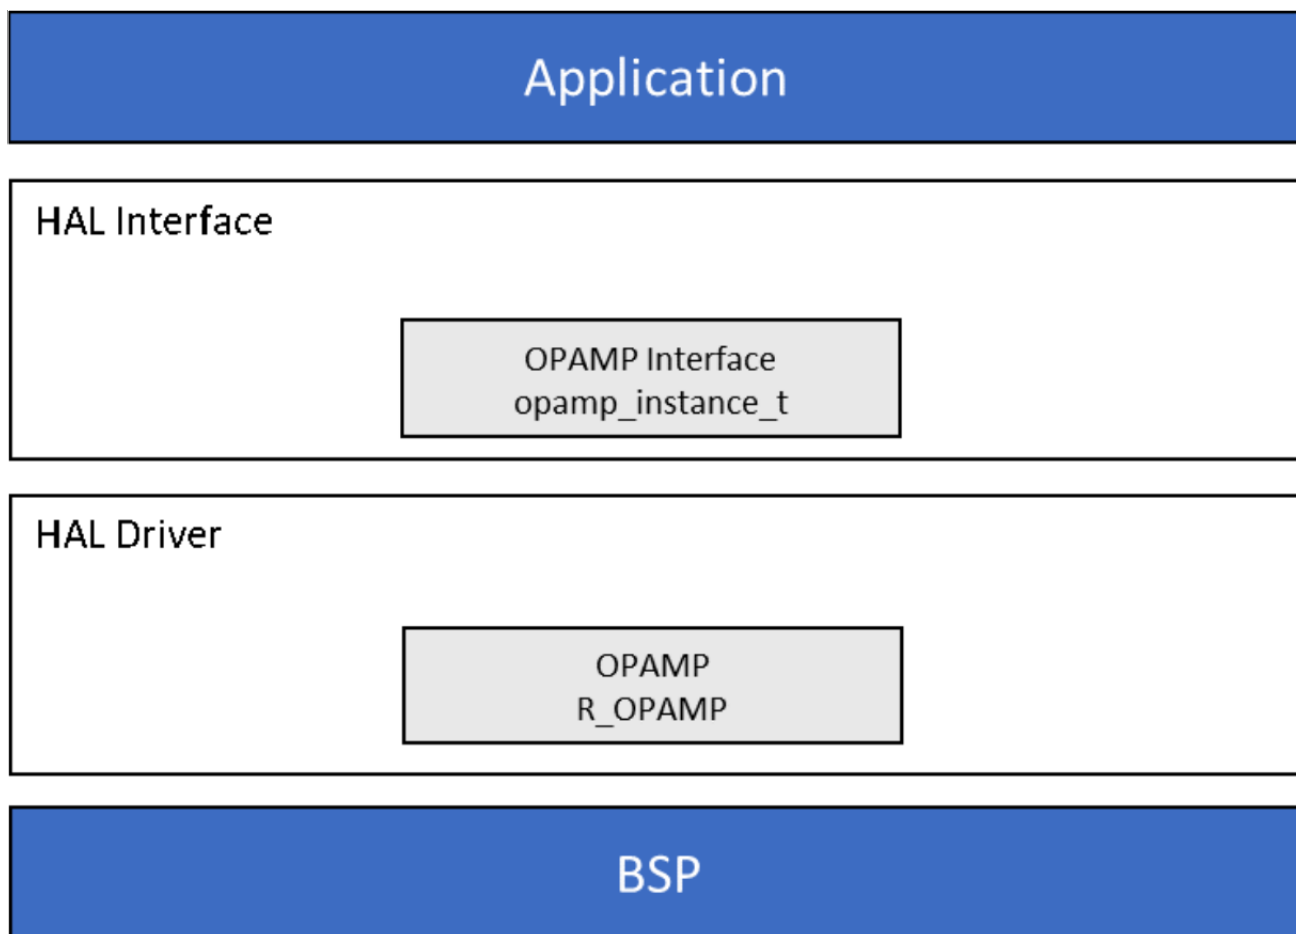 Application
HAL Interface
OPAMP Interface
opamp_instance_t
HAL Driver
OPAMP
R_OPAMP
BSP